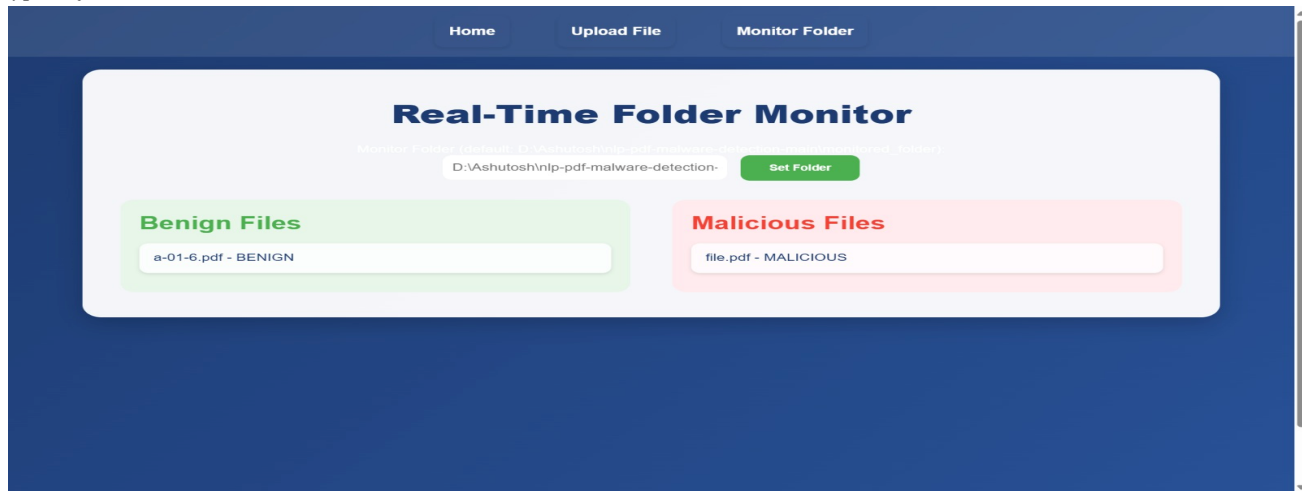 Home Upload File Monitor Folder
Real-Time Folder Monitor
Monitor Folder (default: D:\Ashutosh\nlp-pdf-malware-detection-main\monitored_folder):
D:\Ashutosh\nlp-pdf-malware-detection-
Set Folder
Benign Files
a-01-6.pdf - BENIGN
Malicious Files
file.pdf - MALICIOUS